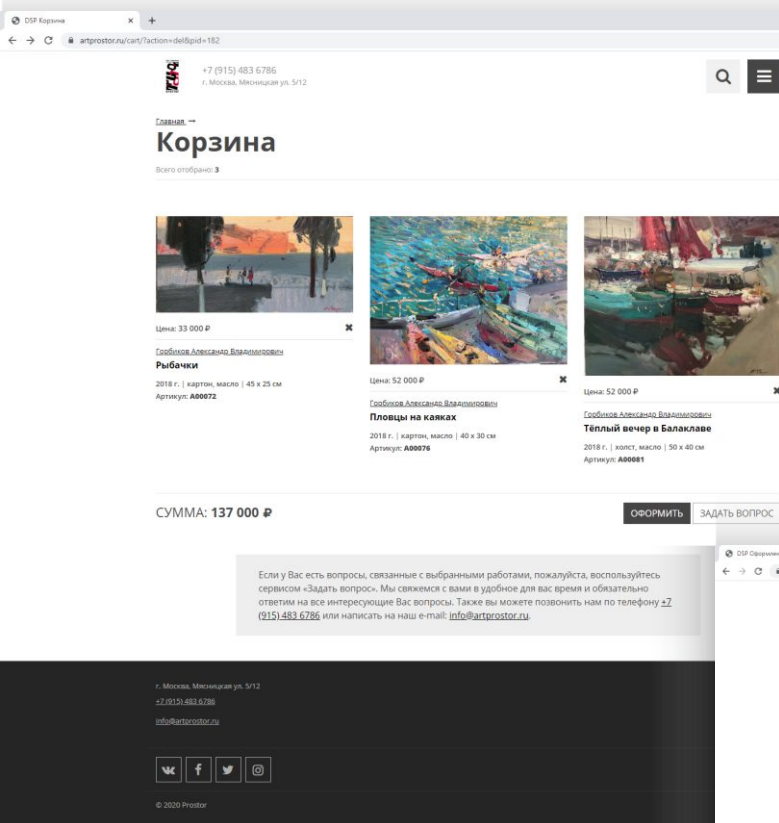 DSP Корзина
artprostor.ru/cart/?action=del&pid=182
+7 (915) 483 6786
г. Москва, Мясницкая ул. 5/12
Главная →
Корзина
Всего отобрано: 3
Цена: 33 000 ₽
Горбиков Александр Владимирович
Рыбачки
2018 г. | картон, масло | 45 x 25 см
Артикул: A00072
Цена: 52 000 ₽
Горбиков Александр Владимирович
Пловцы на каяках
2018 г. | картон, масло | 40 x 30 см
Артикул: A00076
Цена: 52 000 ₽
Горбиков Александр Владимирович
Тёплый вечер в Балаклаве
2018 г. | холст, масло | 50 x 40 см
Артикул: A00081
СУММА: 137 000 ₽
ОФОРМИТЬ
ЗАДАТЬ ВОПРОС
Если у Вас есть вопросы, связанные с выбранными работами, пожалуйста, воспользуйтесь
сервисом «Задать вопрос». Мы свяжемся с вами в удобное для вас время и обязательно
ответим на все интересующие Вас вопросы. Также вы можете позвонить нам по телефону +7
(915) 483 6786 или написать на наш e-mail: info@artprostor.ru.
DSP
г. Москва, Мясницкая ул. 5/12
+7 (915) 483 6786
info@artprostor.ru
© 2020 Prostor